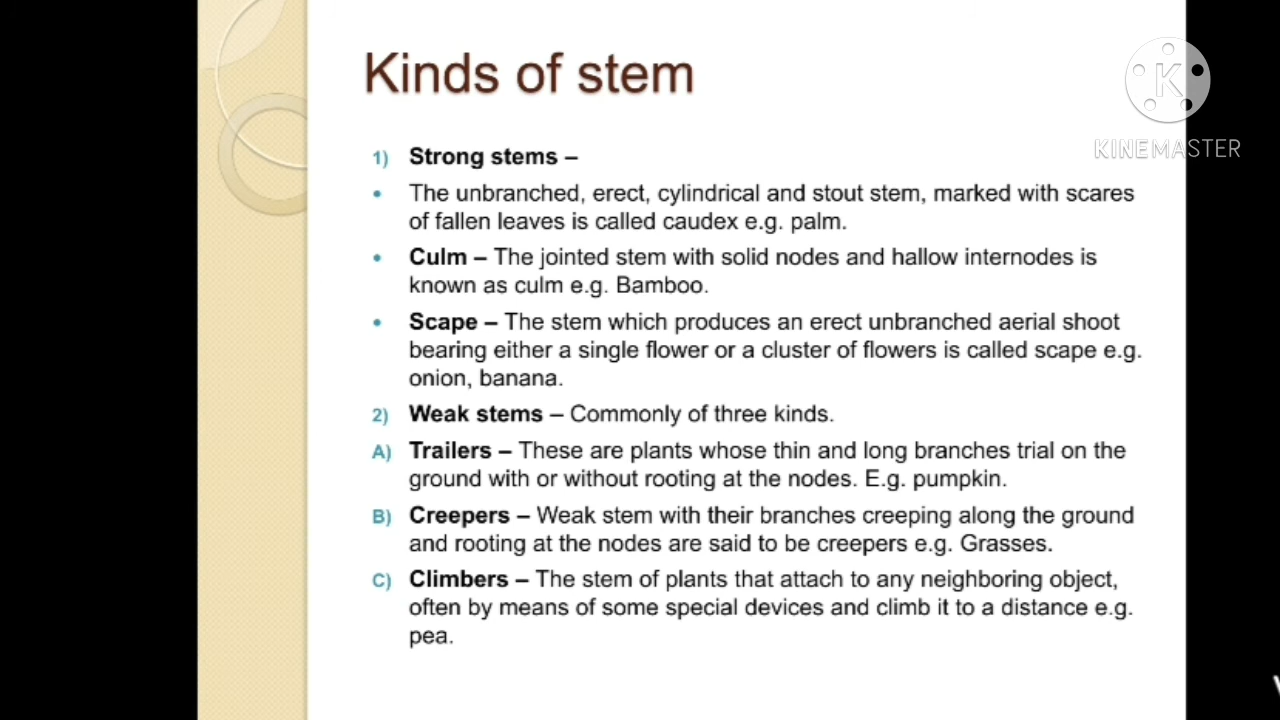 Kinds of stem
K
KINEMASTER
1) Strong stems –
• The unbranched, erect, cylindrical and stout stem, marked with scares
of fallen leaves is called caudex e.g. palm.
• Culm – The jointed stem with solid nodes and hallow internodes is
known as culm e.g. Bamboo.
• Scape – The stem which produces an erect unbranched aerial shoot
bearing either a single flower or a cluster of flowers is called scape e.g.
onion, banana.
2) Weak stems – Commonly of three kinds.
A) Trailers – These are plants whose thin and long branches trial on the
ground with or without rooting at the nodes. E.g. pumpkin.
B) Creepers – Weak stem with their branches creeping along the ground
and rooting at the nodes are said to be creepers e.g. Grasses.
C) Climbers – The stem of plants that attach to any neighboring object,
often by means of some special devices and climb it to a distance e.g.
pea.